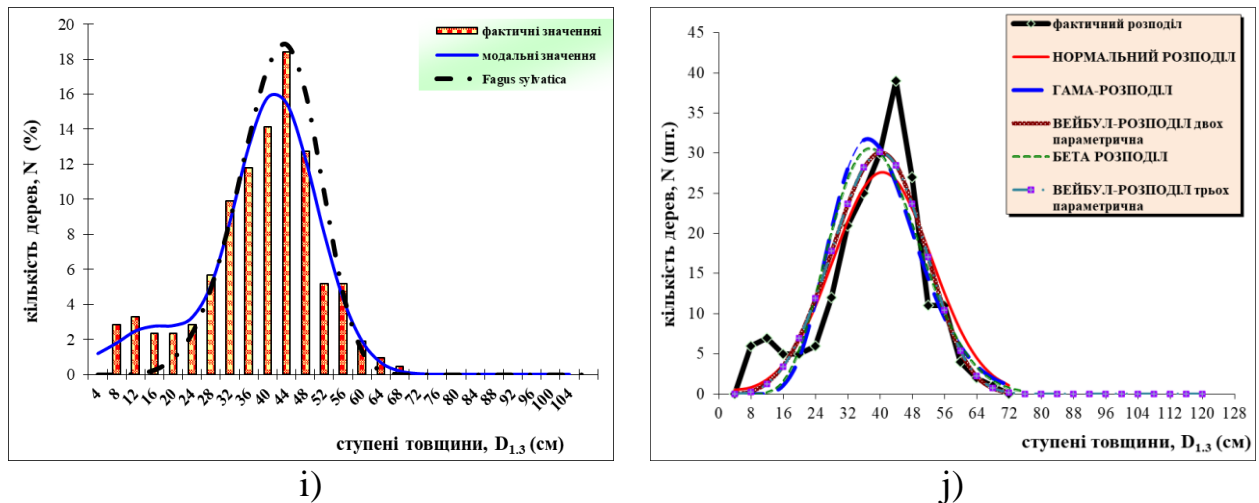 20
18
16
14
12
10
8
6
4
2
0
кількість дерев, N (%)
фактичні значенняі
модальні значення
Fagus sylvatica
4 8 12 16 20 24 28 32 36 40 44 48 52 56 60 64 68 72 76 80 84 88 92 96 100 104
ступені товщини, D1.3 (см)
i)
45
40
35
30
25
20
15
10
5
0
кількість дерев, N (шт.)
фактичний розподіл
НОРМАЛЬНИЙ РОЗПОДІЛ
ГАМА-РОЗПОДІЛ
ВЕЙБУЛ-РОЗПОДІЛ двох
параметрична
БЕТА РОЗПОДІЛ
ВЕЙБУЛ-РОЗПОДІЛ трьох
параметрична
0 8 16 24 32 40 48 56 64 72 80 88 96 104 112 120 128
ступені товщини, D1.3 (см)
j)